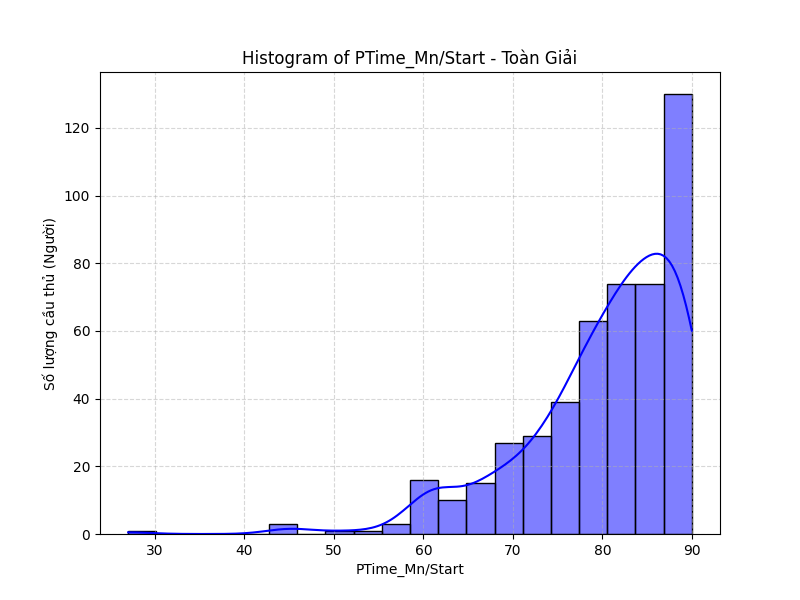 Histogram of PTime_Mn/Start - Toàn Giải
Số lượng cầu thủ (Người)
120
100
80
60
40
20
0
30 40 50 60 70 80 90
PTime_Mn/Start